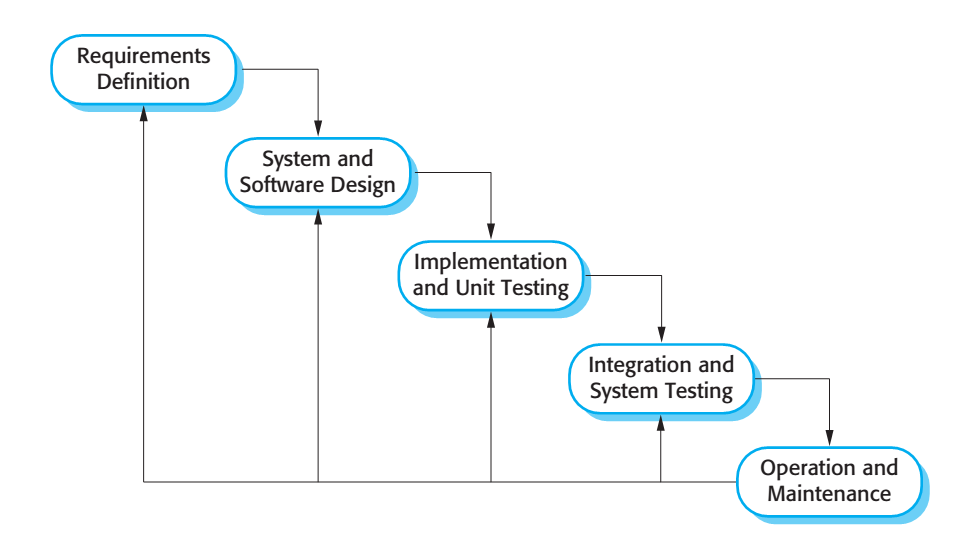 Requirements
Definition
System and
Software Design
Implementation
and Unit Testing
Integration and
System Testing
Operation and
Maintenance